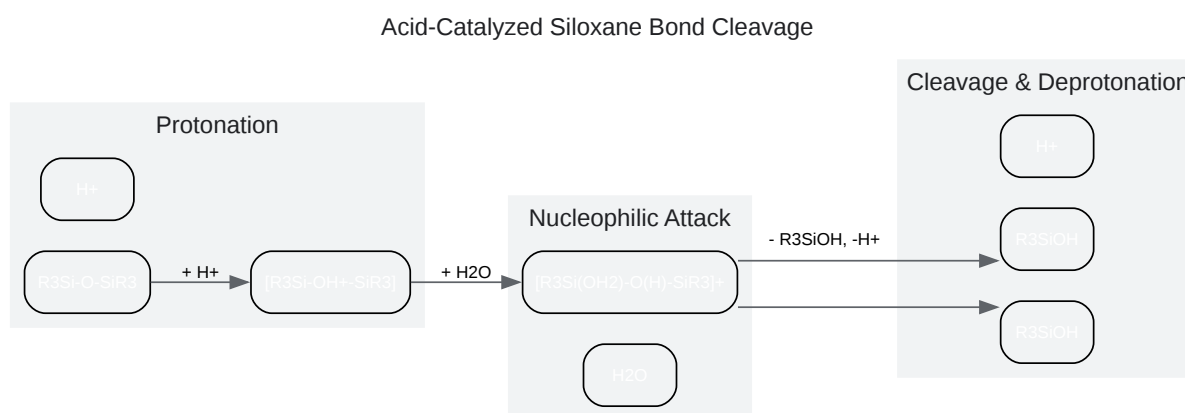 Acid-Catalyzed Siloxane Bond Cleavage
Protonation
H+
R3Si-O-SiR3
+ H+
[R3Si-OH+-SiR3]
+ H2O
Nucleophilic Attack
[R3Si(OH2)-O(H)-SiR3]+
H2O
- R3SiOH, -H+
Cleavage & Deprotonation
H+
R3SiOH
R3SiOH